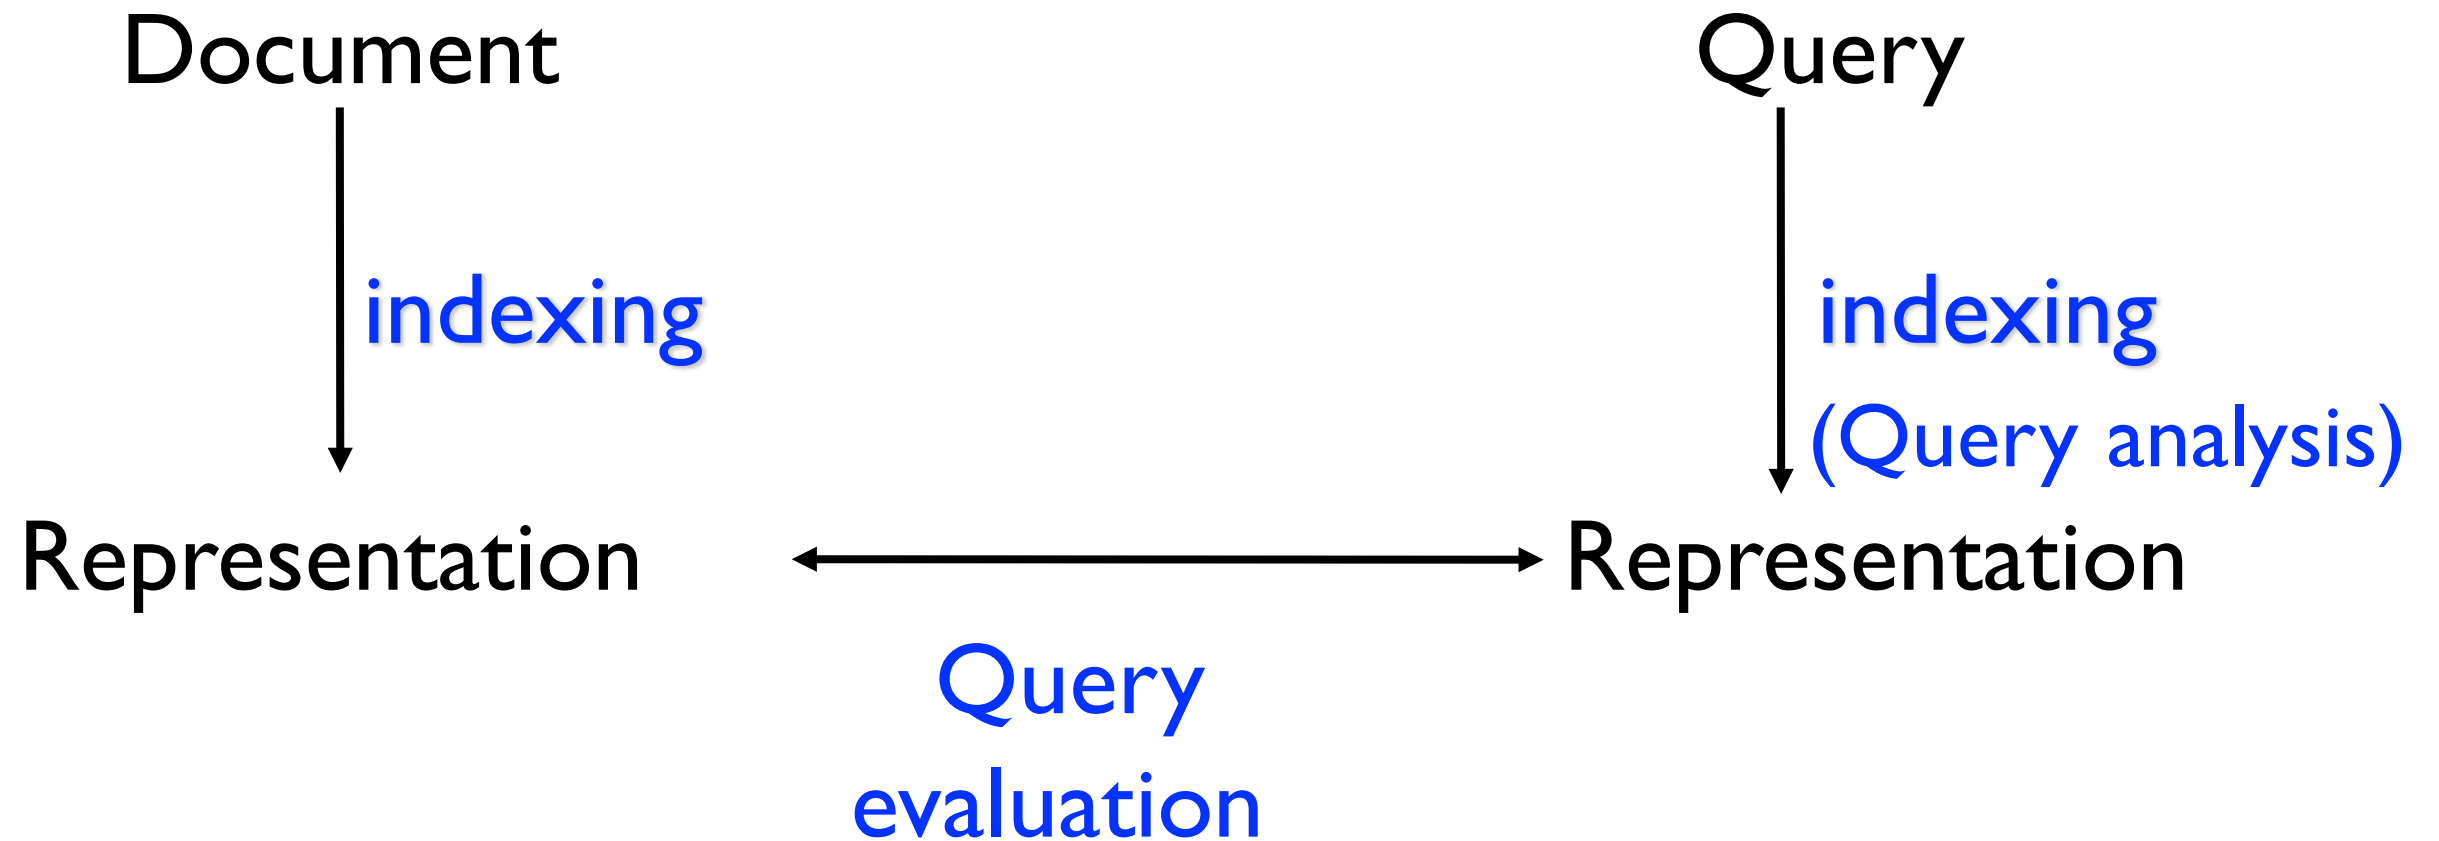 Document
Query
indexing
indexing
(Query analysis)
Representation
Representation
Query
evaluation